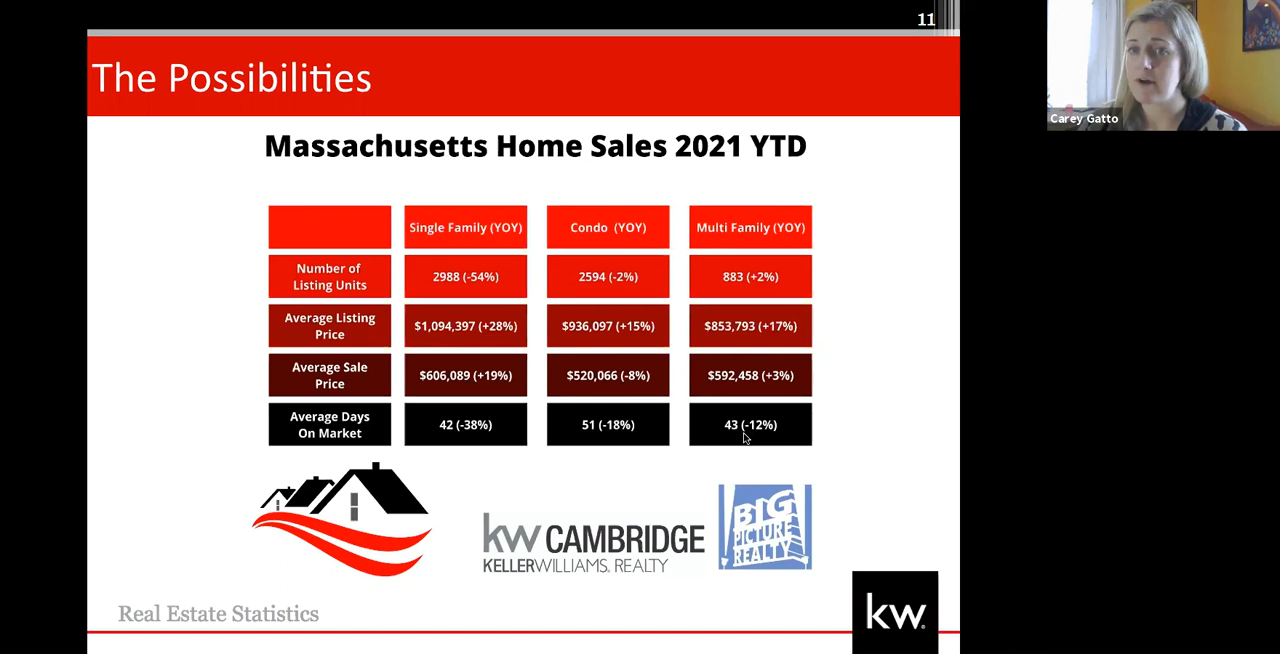 11
The Possibilities
Carey Gatto
Massachusetts Home Sales 2021 YTD
Single Family (YOY) Condo (YOY) Multi Family (YOY)
Number of
Listing Units
2988 (-54%) 2594 (-2%) 883 (+2%)
Average Listing
Price
$1,094,397 (+28%) $936,097 (+15%) $853,793 (+17%)
Average Sale
Price
$606,089 (+19%) $520,066 (-8%) $592,458 (+3%)
Average Days
On Market
42 (-38%) 51 (-18%) 43 (-12%)
kw CAMBRIDGE
KELLERWILLIAMS. REALTY
BIG
PICTURE
REALTY
Real Estate Statistics
kw.